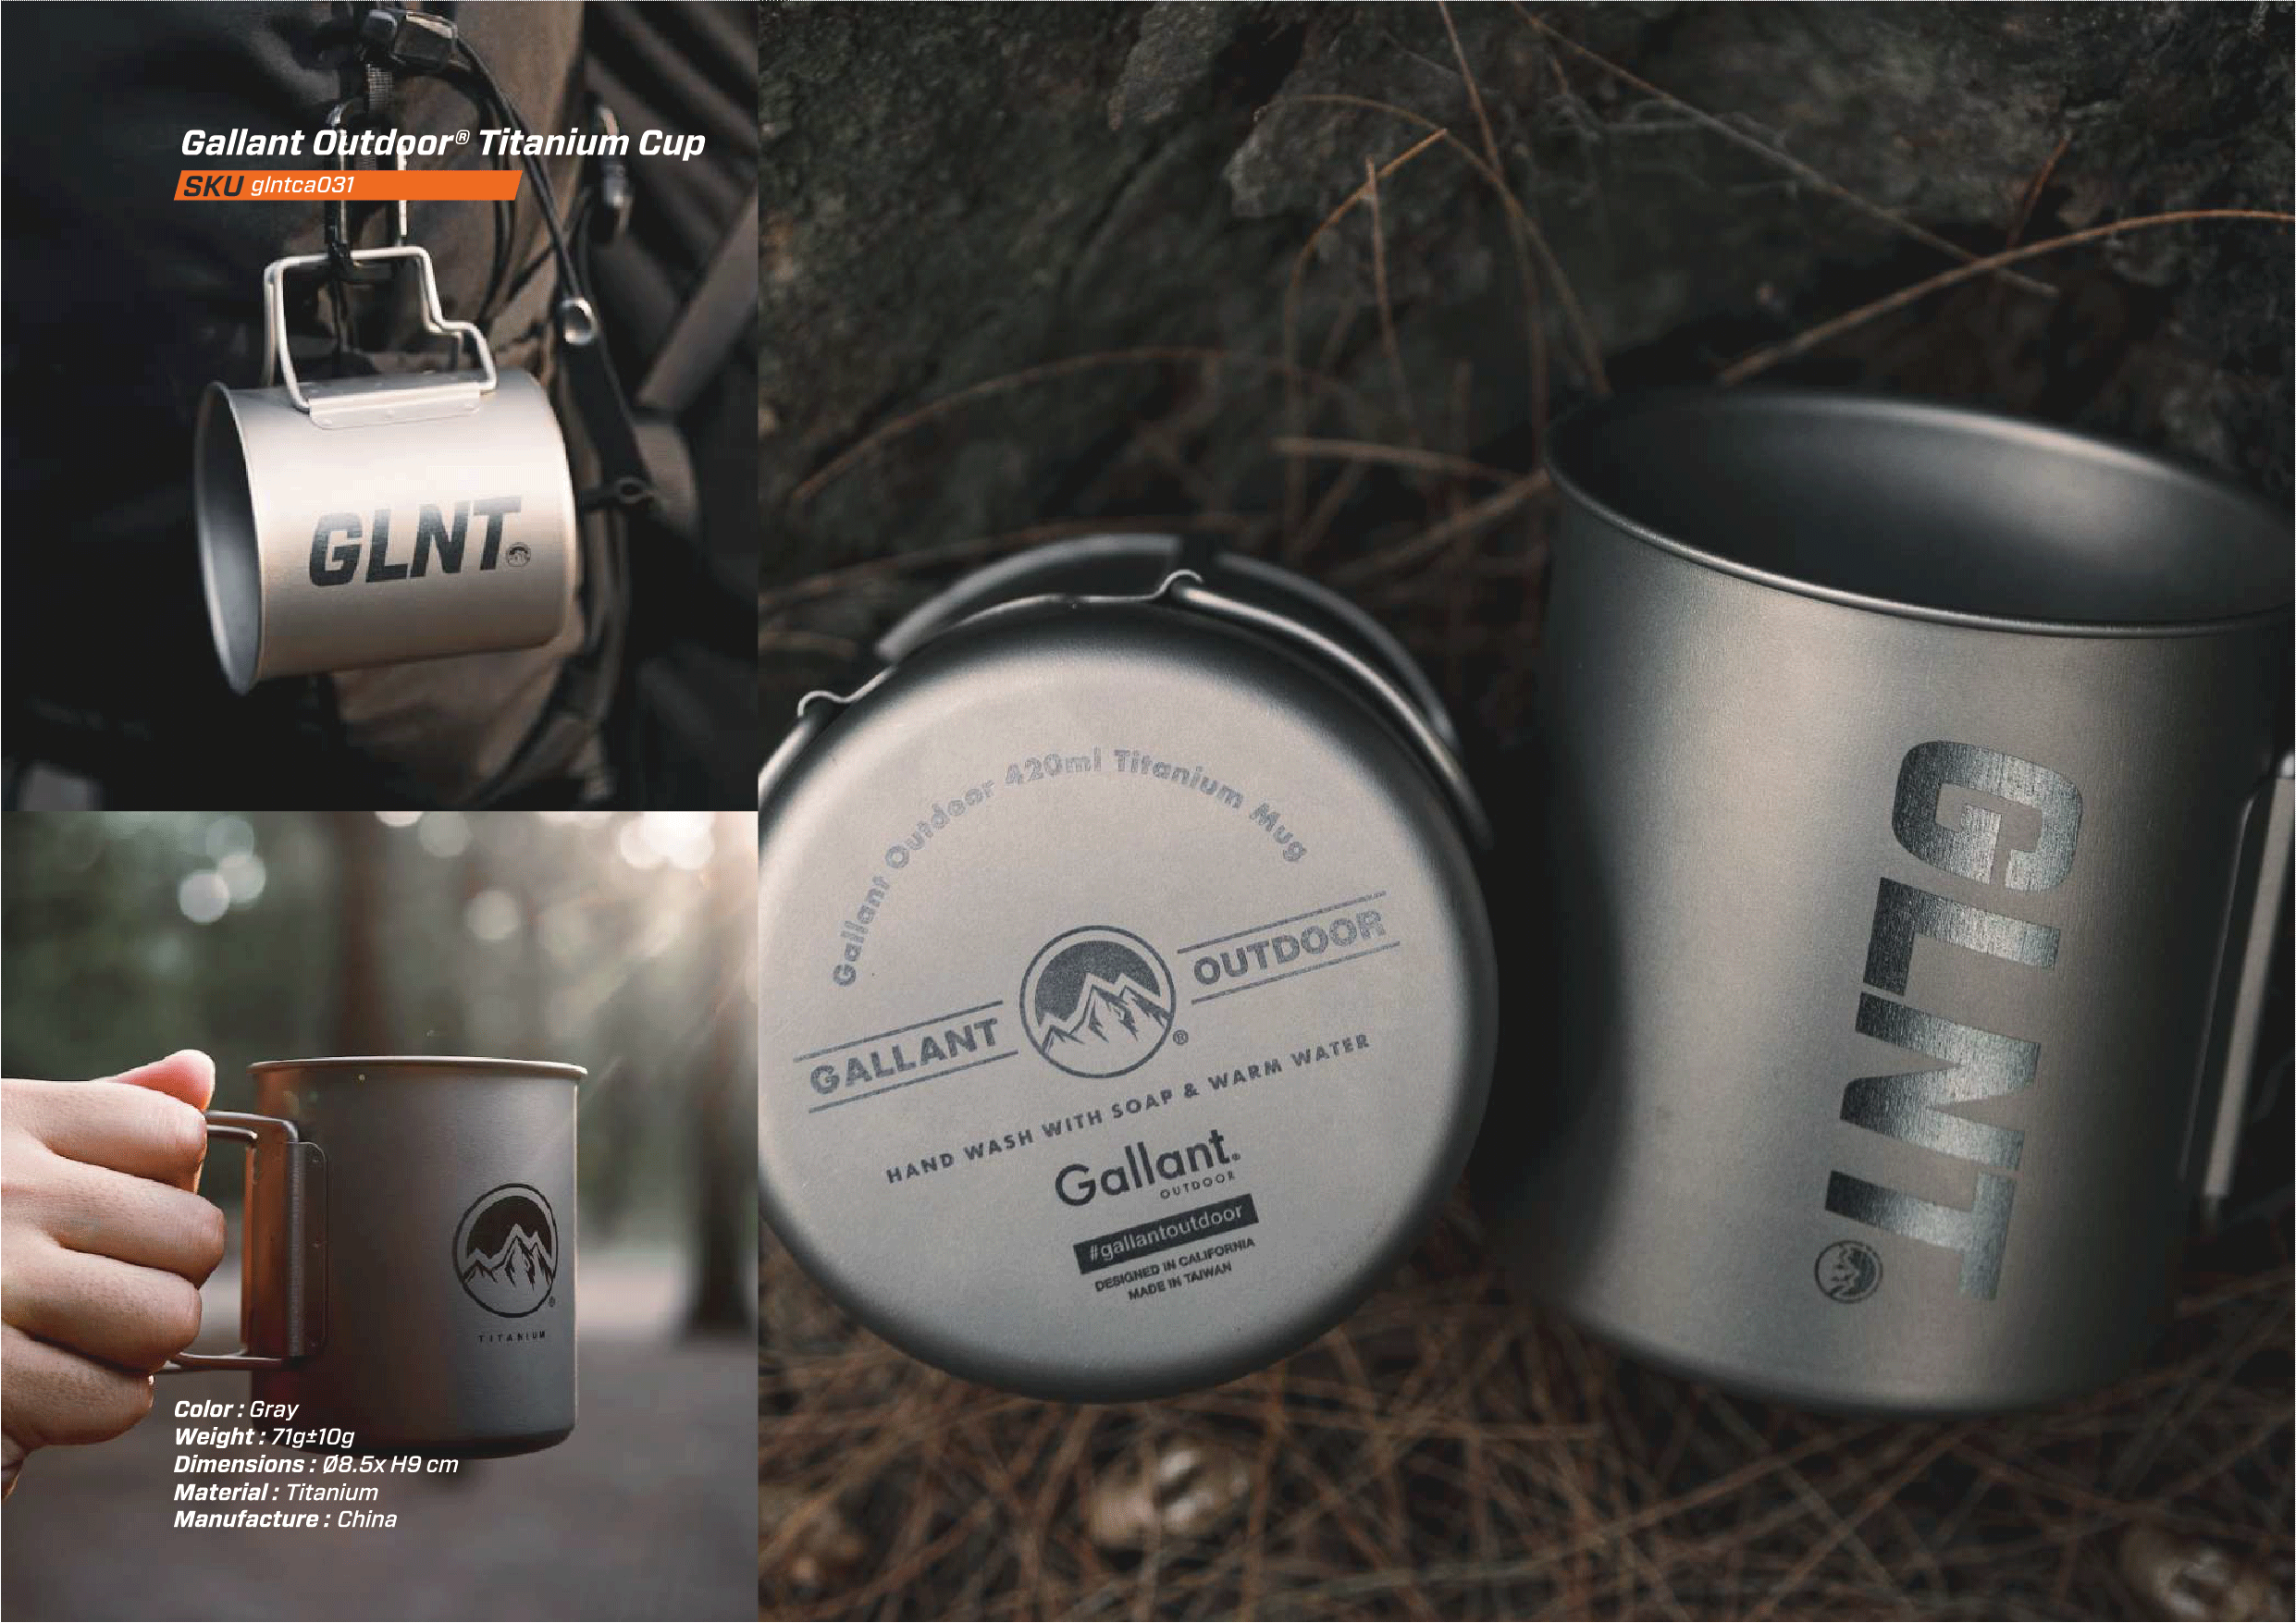 Gallant Outdoor® Titanium Cup
SKU glntca031
GLNT
Color : Gray
Weight : 71g±10g
Dimensions : Ø8.5x H9 cm
Material : Titanium
Manufacture : China
®
TITANIUM
Gallant Outdoor 420ml Titanium Mug
GALLANT OUTDOOR
®
HAND WASH WITH SOAP & WARM WATER
Gallant.
OUTDOOR
#gallantoutdoor
DESIGNED IN CALIFORNIA
MADE IN TAIWAN
GLNT